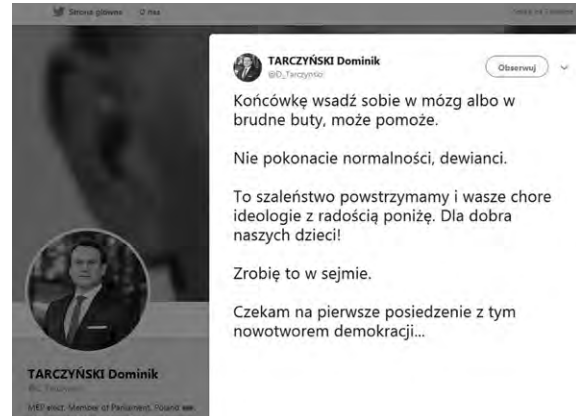 Strona główna O nas
TARCZYŃSKI Dominik
@D_Tarczynski
Obserwuj
Końcówkę wsadź sobie w mózg albo w
brudne buty, może pomoże.
Nie pokonacie normalności, dewianci.
To szaleństwo powstrzymamy i wasze chore
ideologie z radością poniżę. Dla dobra
naszych dzieci!
Zrobię to w sejmie.
Czekam na pierwsze posiedzenie z tym
nowotworem demokracji...
TARCZYŃSKI Dominik
@D_Tarczynski
MEP elect. Member of Parliament, Poland